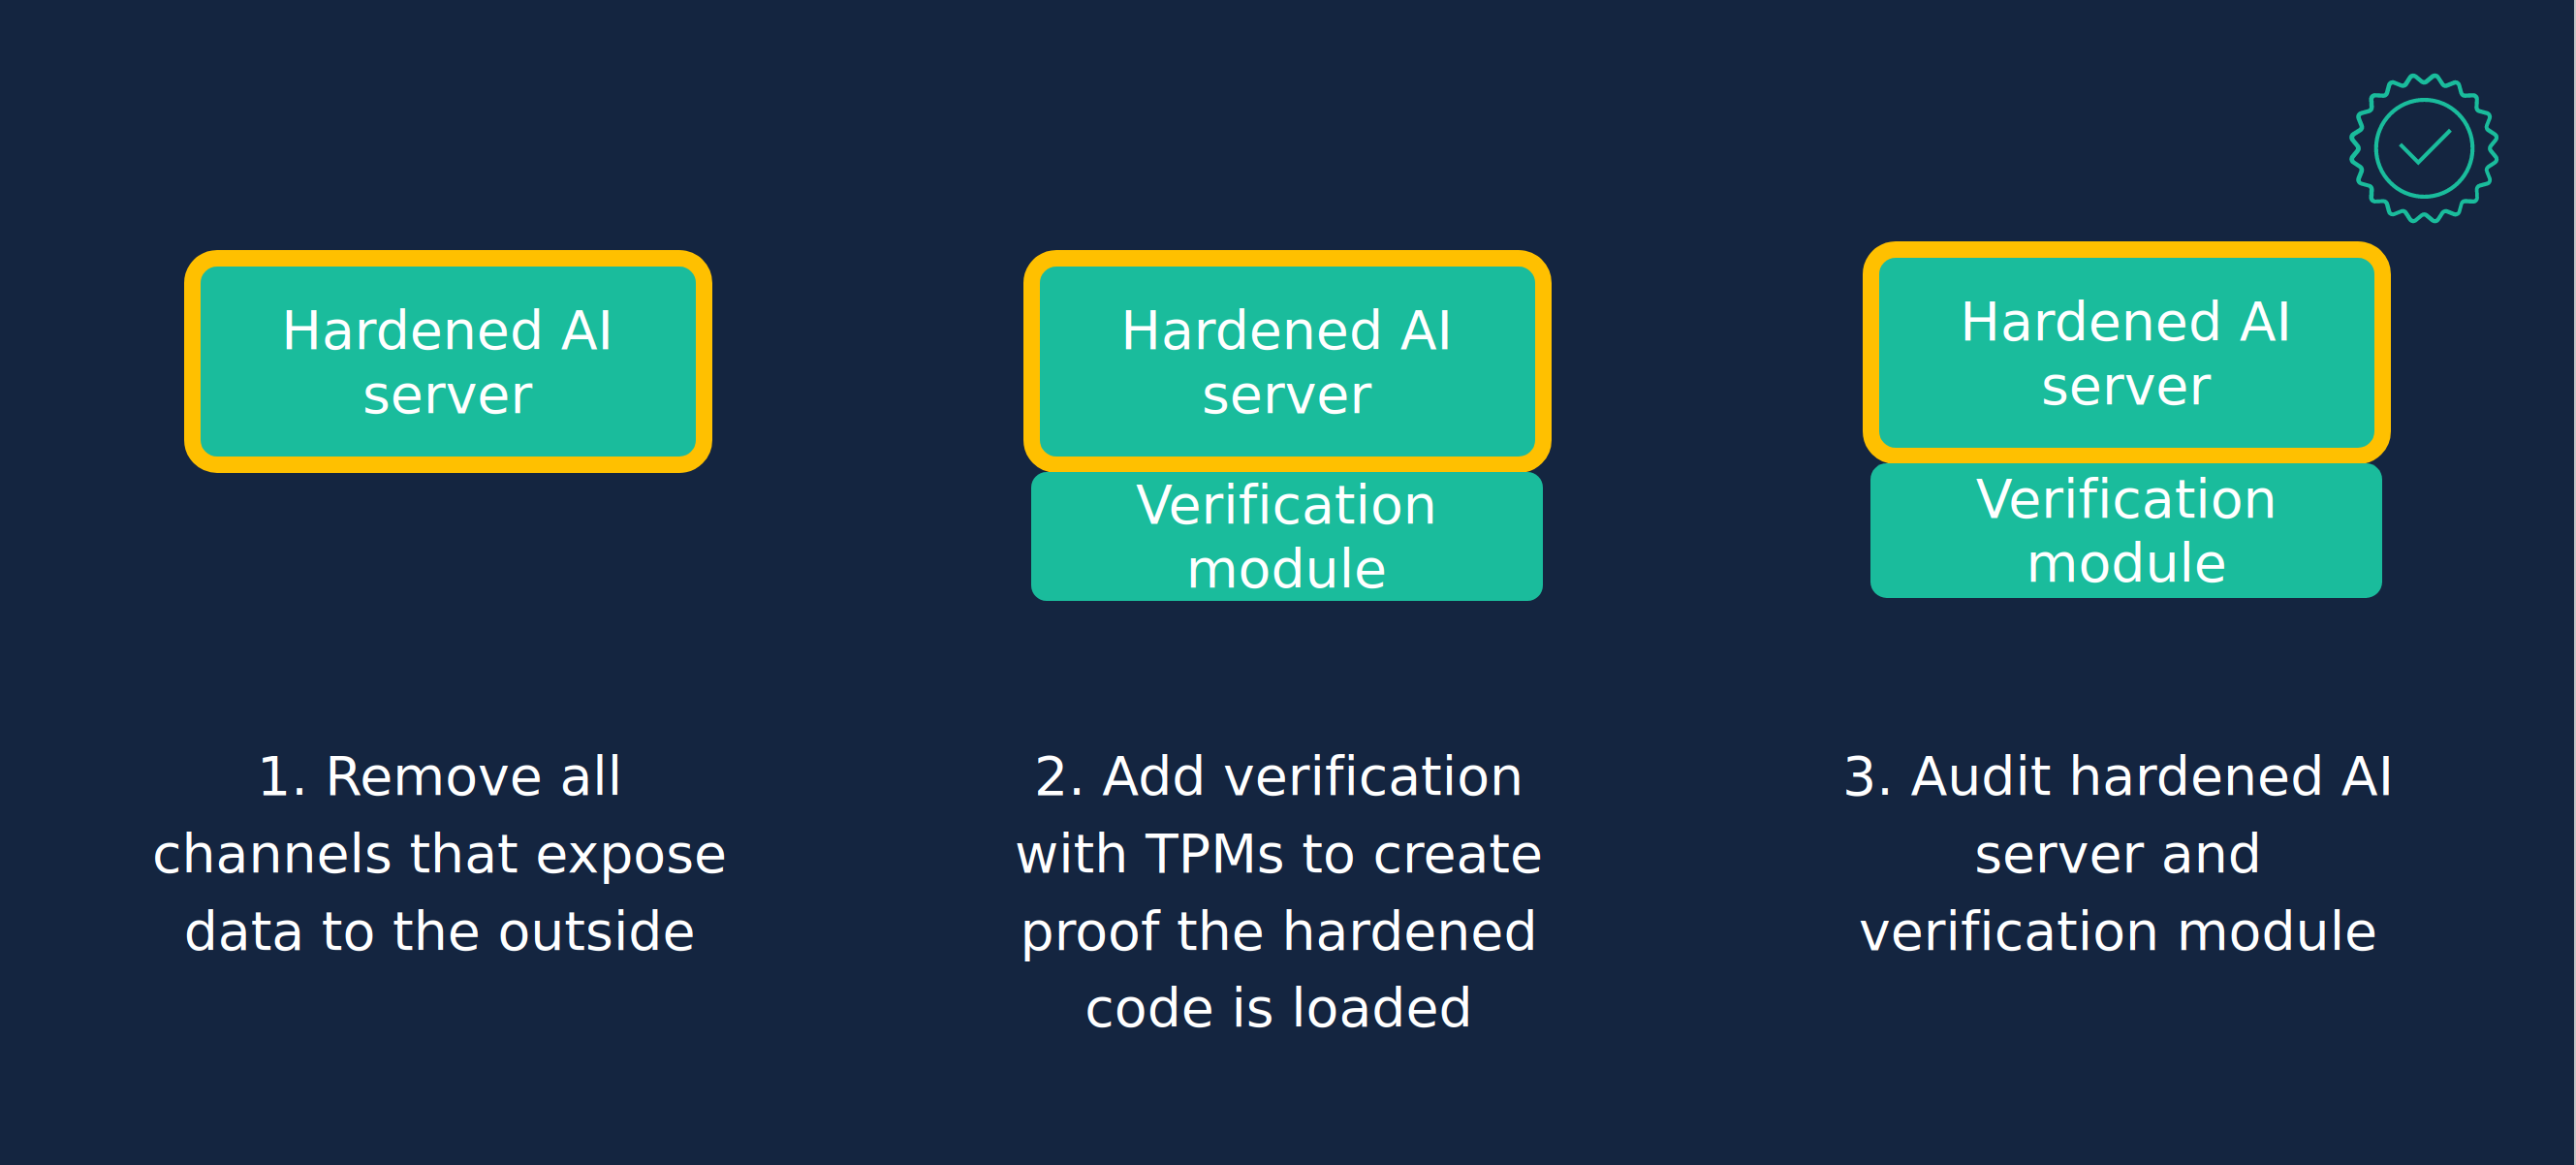 Hardened AI
server
Hardened AI
server
Verification
module
Hardened AI
server
Verification
module
1. Remove all
channels that expose
data to the outside
2. Add verification
with TPMs to create
proof the hardened
code is loaded
3. Audit hardened AI
server and
verification module